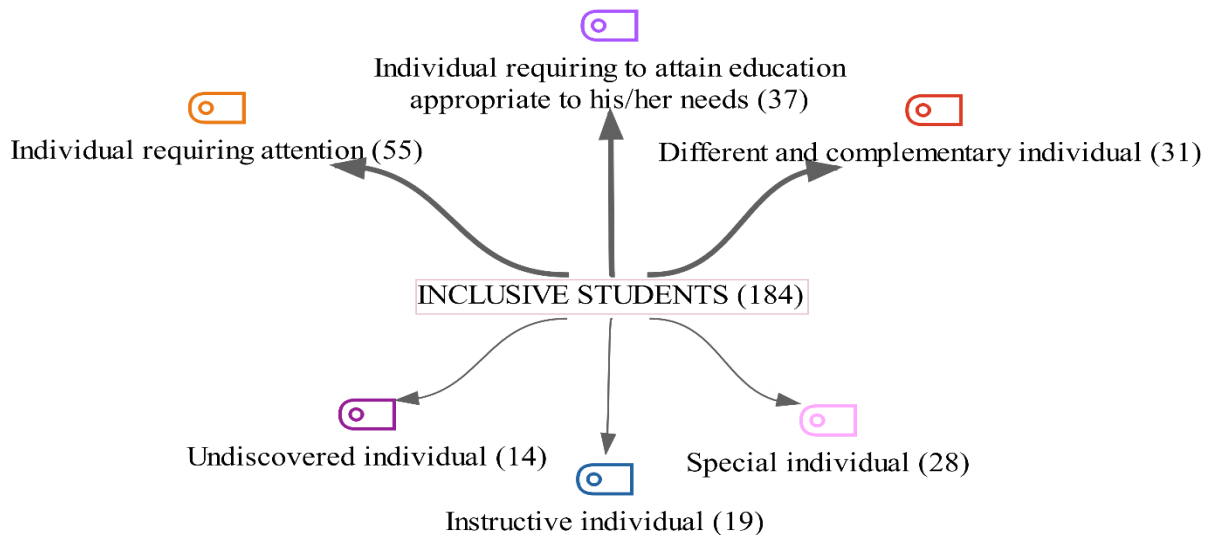 Individual requiring to attain education
appropriate to his/her needs (37)
Individual requiring attention (55)
Different and complementary individual (31)
INCLUSIVE STUDENTS (184)
Undiscovered individual (14)
Special individual (28)
Instructive individual (19)